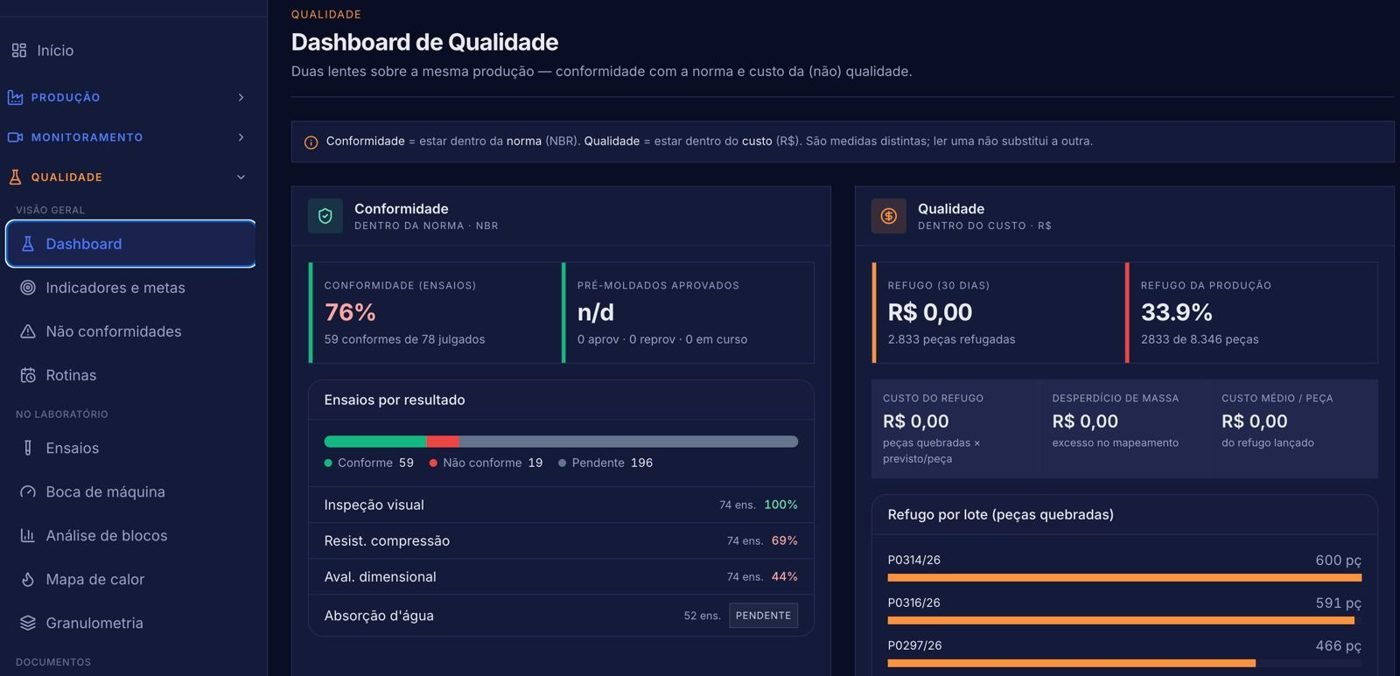 Início
PRODUÇÃO
MONITORAMENTO
QUALIDADE
VISÃO GERAL
Dashboard
Indicadores e metas
Não conformidades
Rotinas
NO LABORATÓRIO
Ensaios
Boca de máquina
Análise de blocos
Mapa de calor
Granulometria
DOCUMENTOS
QUALIDADE
Dashboard de Qualidade
Duas lentes sobre a mesma produção — conformidade com a norma e custo da (não) qualidade.
Conformidade = estar dentro da norma (NBR). Qualidade = estar dentro do custo (R$). São medidas distintas; ler uma não substitui a outra.
Conformidade
DENTRO DA NORMA · NBR
CONFORMIDADE (ENSAIOS)
76%
59 conformes de 78 julgados
PRÉ-MOLDADOS APROVADOS
n/d
0 aprov · 0 reprov · 0 em curso
Ensaios por resultado
Conforme 59 Não conforme 19 Pendente 196
Inspeção visual 74 ens. 100%
Resist. compressão 74 ens. 69%
Aval. dimensional 74 ens. 44%
Absorção d'água 52 ens. PENDENTE
Qualidade
DENTRO DO CUSTO · R$
REFUGO (30 DIAS)
R$ 0,00
2.833 peças refugadas
REFUGO DA PRODUÇÃO
33.9%
2833 de 8.346 peças
CUSTO DO REFUGO
R$ 0,00
peças quebradas ×
previsto/peça
DESPERDÍCIO DE MASSA
R$ 0,00
excesso no mapeamento
CUSTO MÉDIO / PEÇA
R$ 0,00
do refugo lançado
Refugo por lote (peças quebradas)
P0314/26 600 pç
P0316/26 591 pç
P0297/26 466 pç